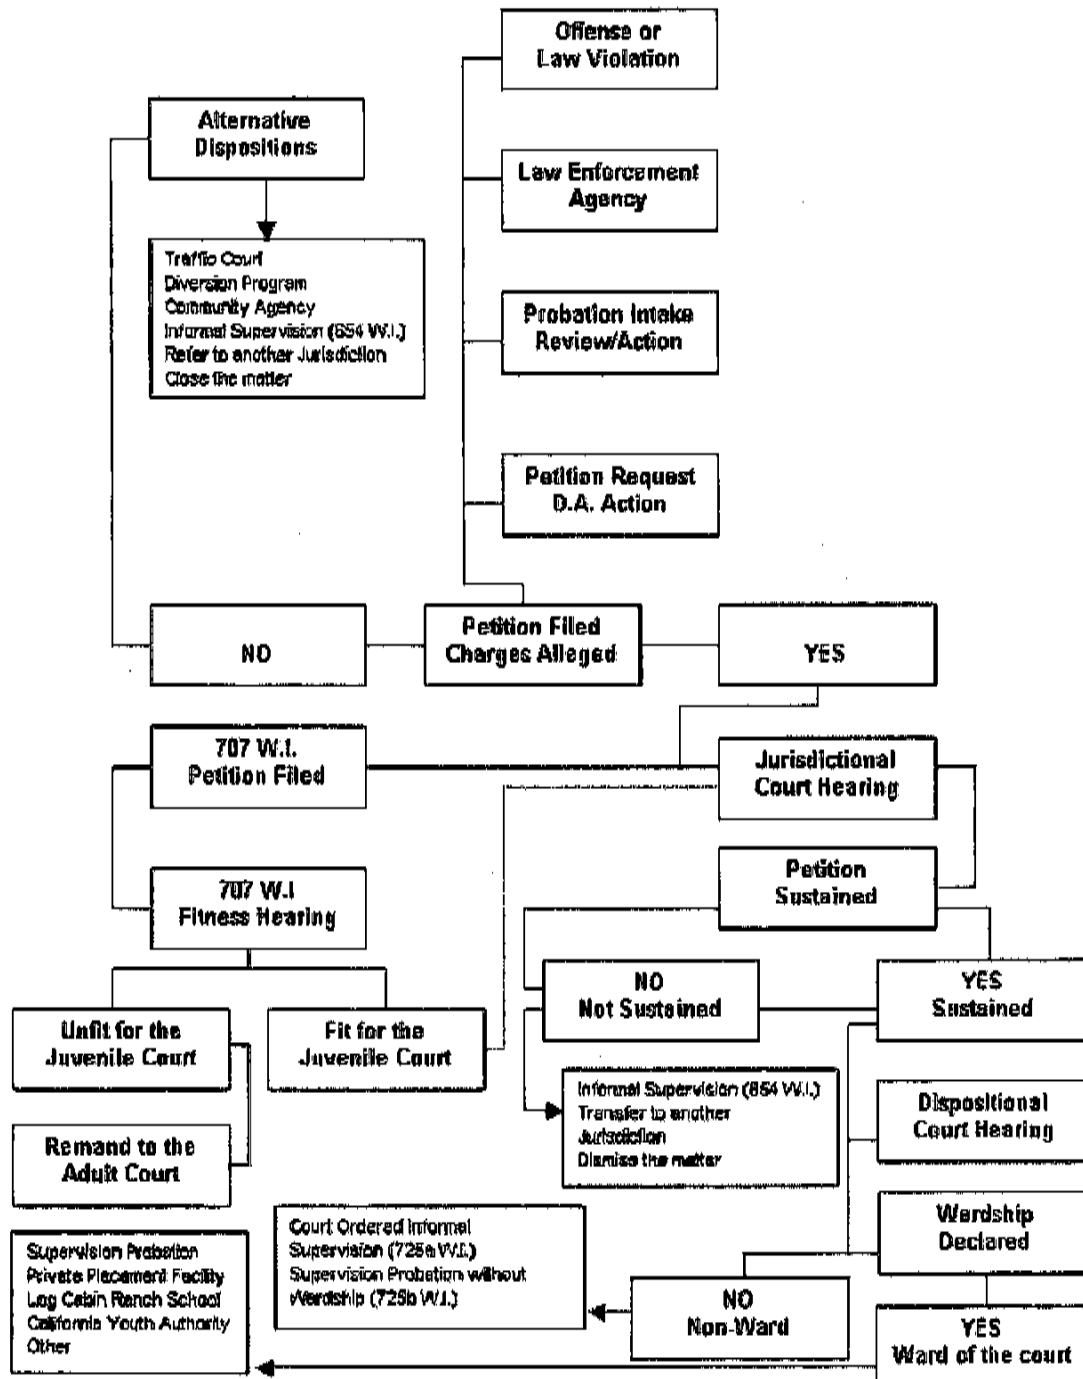 Offense or
Law Violation
Alternative
Dispositions
Law Enforcement
Agency
Traffic Court
Diversion Program
Community Agency
Informal Supervision (654 W.I.)
Refer to another Jurisdiction
Close the matter
Probation Intake
Review/Action
Petition Request
D.A. Action
NO
Petition Filed
Charges Alleged
YES
707 W.I.
Petition Filed
Jurisdictional
Court Hearing
707 W.I
Fitness Hearing
Petition
Sustained
Unfit for the
Juvenile Court
Fit for the
Juvenile Court
NO
Not Sustained
YES
Sustained
Remand to the
Adult Court
Informal Supervision (654 W.I.)
Transfer to another
Jurisdiction
Dismiss the matter
Dispositional
Court Hearing
Wardship
Declared
Supervision Probation
Private Placement Facility
Log Cabin Ranch School
California Youth Authority
Other
Court Ordered Informal
Supervision (725a W.I.)
Supervision Probation without
Wardship (725b W.I.)
NO
Non-Ward
YES
Ward of the court